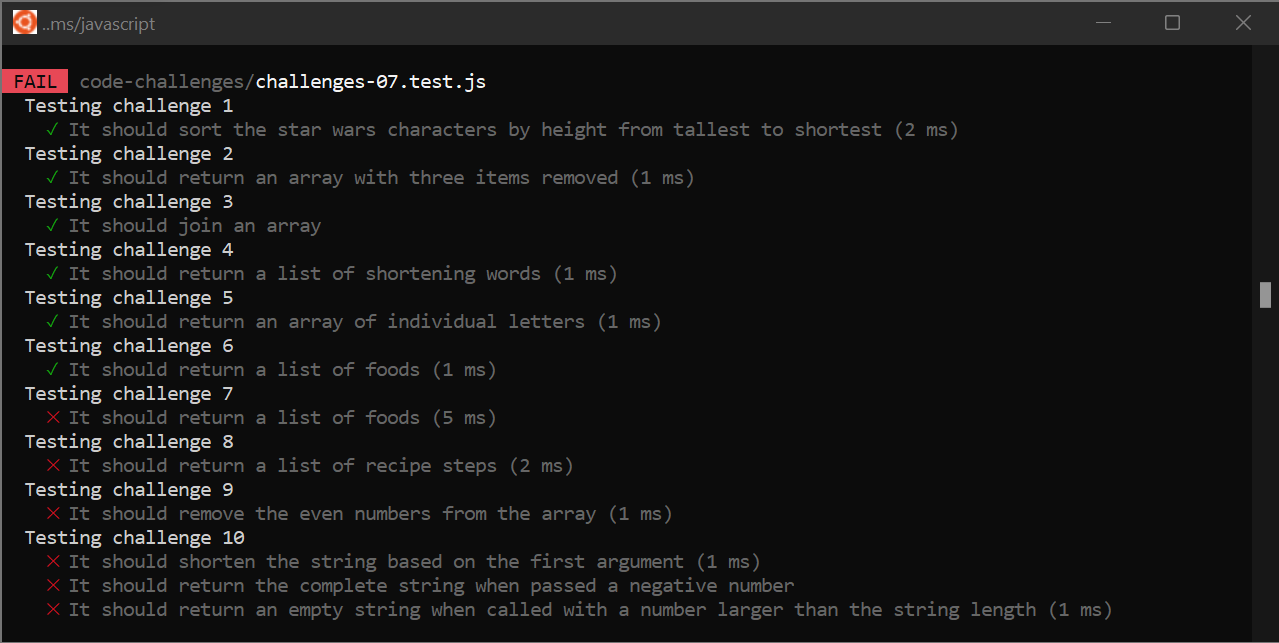 ..ms/javascript
FAIL code-challenges/challenges-07.test.js
Testing challenge 1
✓ It should sort the star wars characters by height from tallest to shortest (2 ms)
Testing challenge 2
✓ It should return an array with three items removed (1 ms)
Testing challenge 3
✓ It should join an array
Testing challenge 4
✓ It should return a list of shortening words (1 ms)
Testing challenge 5
✓ It should return an array of individual letters (1 ms)
Testing challenge 6
✓ It should return a list of foods (1 ms)
Testing challenge 7
✕ It should return a list of foods (5 ms)
Testing challenge 8
✕ It should return a list of recipe steps (2 ms)
Testing challenge 9
✕ It should remove the even numbers from the array (1 ms)
Testing challenge 10
✕ It should shorten the string based on the first argument (1 ms)
✕ It should return the complete string when passed a negative number
✕ It should return an empty string when called with a number larger than the string length (1 ms)